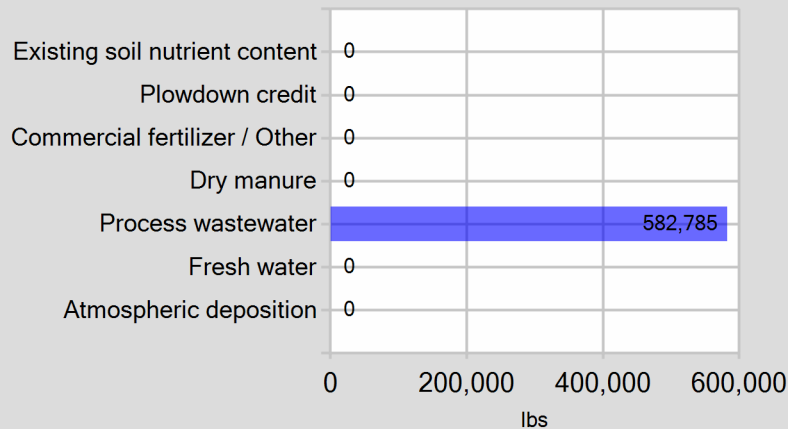 Existing soil nutrient content 0
Plowdown credit 0
Commercial fertilizer / Other 0
Dry manure 0
Process wastewater 582,785
Fresh water 0
Atmospheric deposition 0
0 200,000 400,000 600,000
lbs